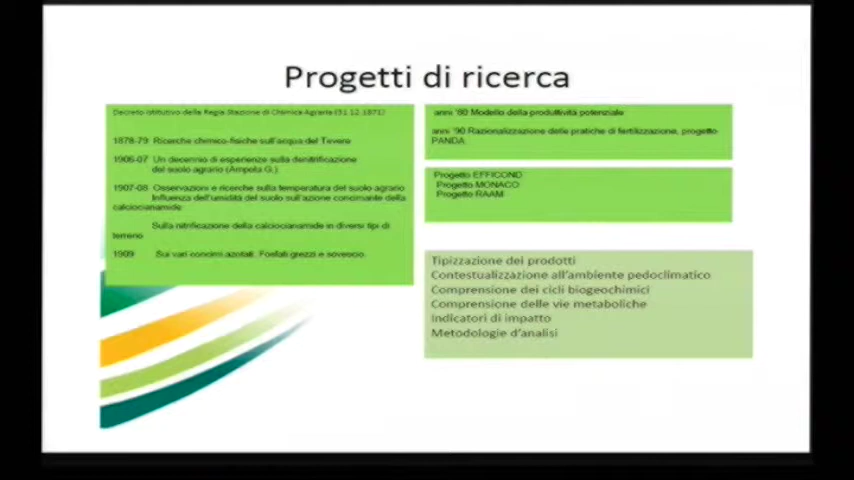 Progetti di ricerca
Decreto istitutivo della Regia Stazione di Chimica Agraria (31.12.1871)
1878-79 Ricerche chimico-fisiche sull'acqua del Tevere
1906-07 Un decennio di esperienze sulla denitrificazione
del suolo agrario (Ampola G.)
1907-08 Osservazioni e ricerche sulla temperatura del suolo agrario
Influenza dell'umidità del suolo sull'azione concimante della
calciocianamide
Sulla nitrificazione della calciocianamide in diversi tipi di
terreno
1909 Sui vari concimi azotati. Fosfati grezzi e sovescio.
anni '80 Modello della produttività potenziale
anni '90 Razionalizzazione delle pratiche di fertilizzazione, progetto
PANDA
Progetto EFFICOND
Progetto MONACO
Progetto RAAM
Tipizzazione dei prodotti
Contestualizzazione all'ambiente pedoclimatico
Comprensione dei cicli biogeochimici
Comprensione delle vie metaboliche
Indicatori di impatto
Metodologie d'analisi